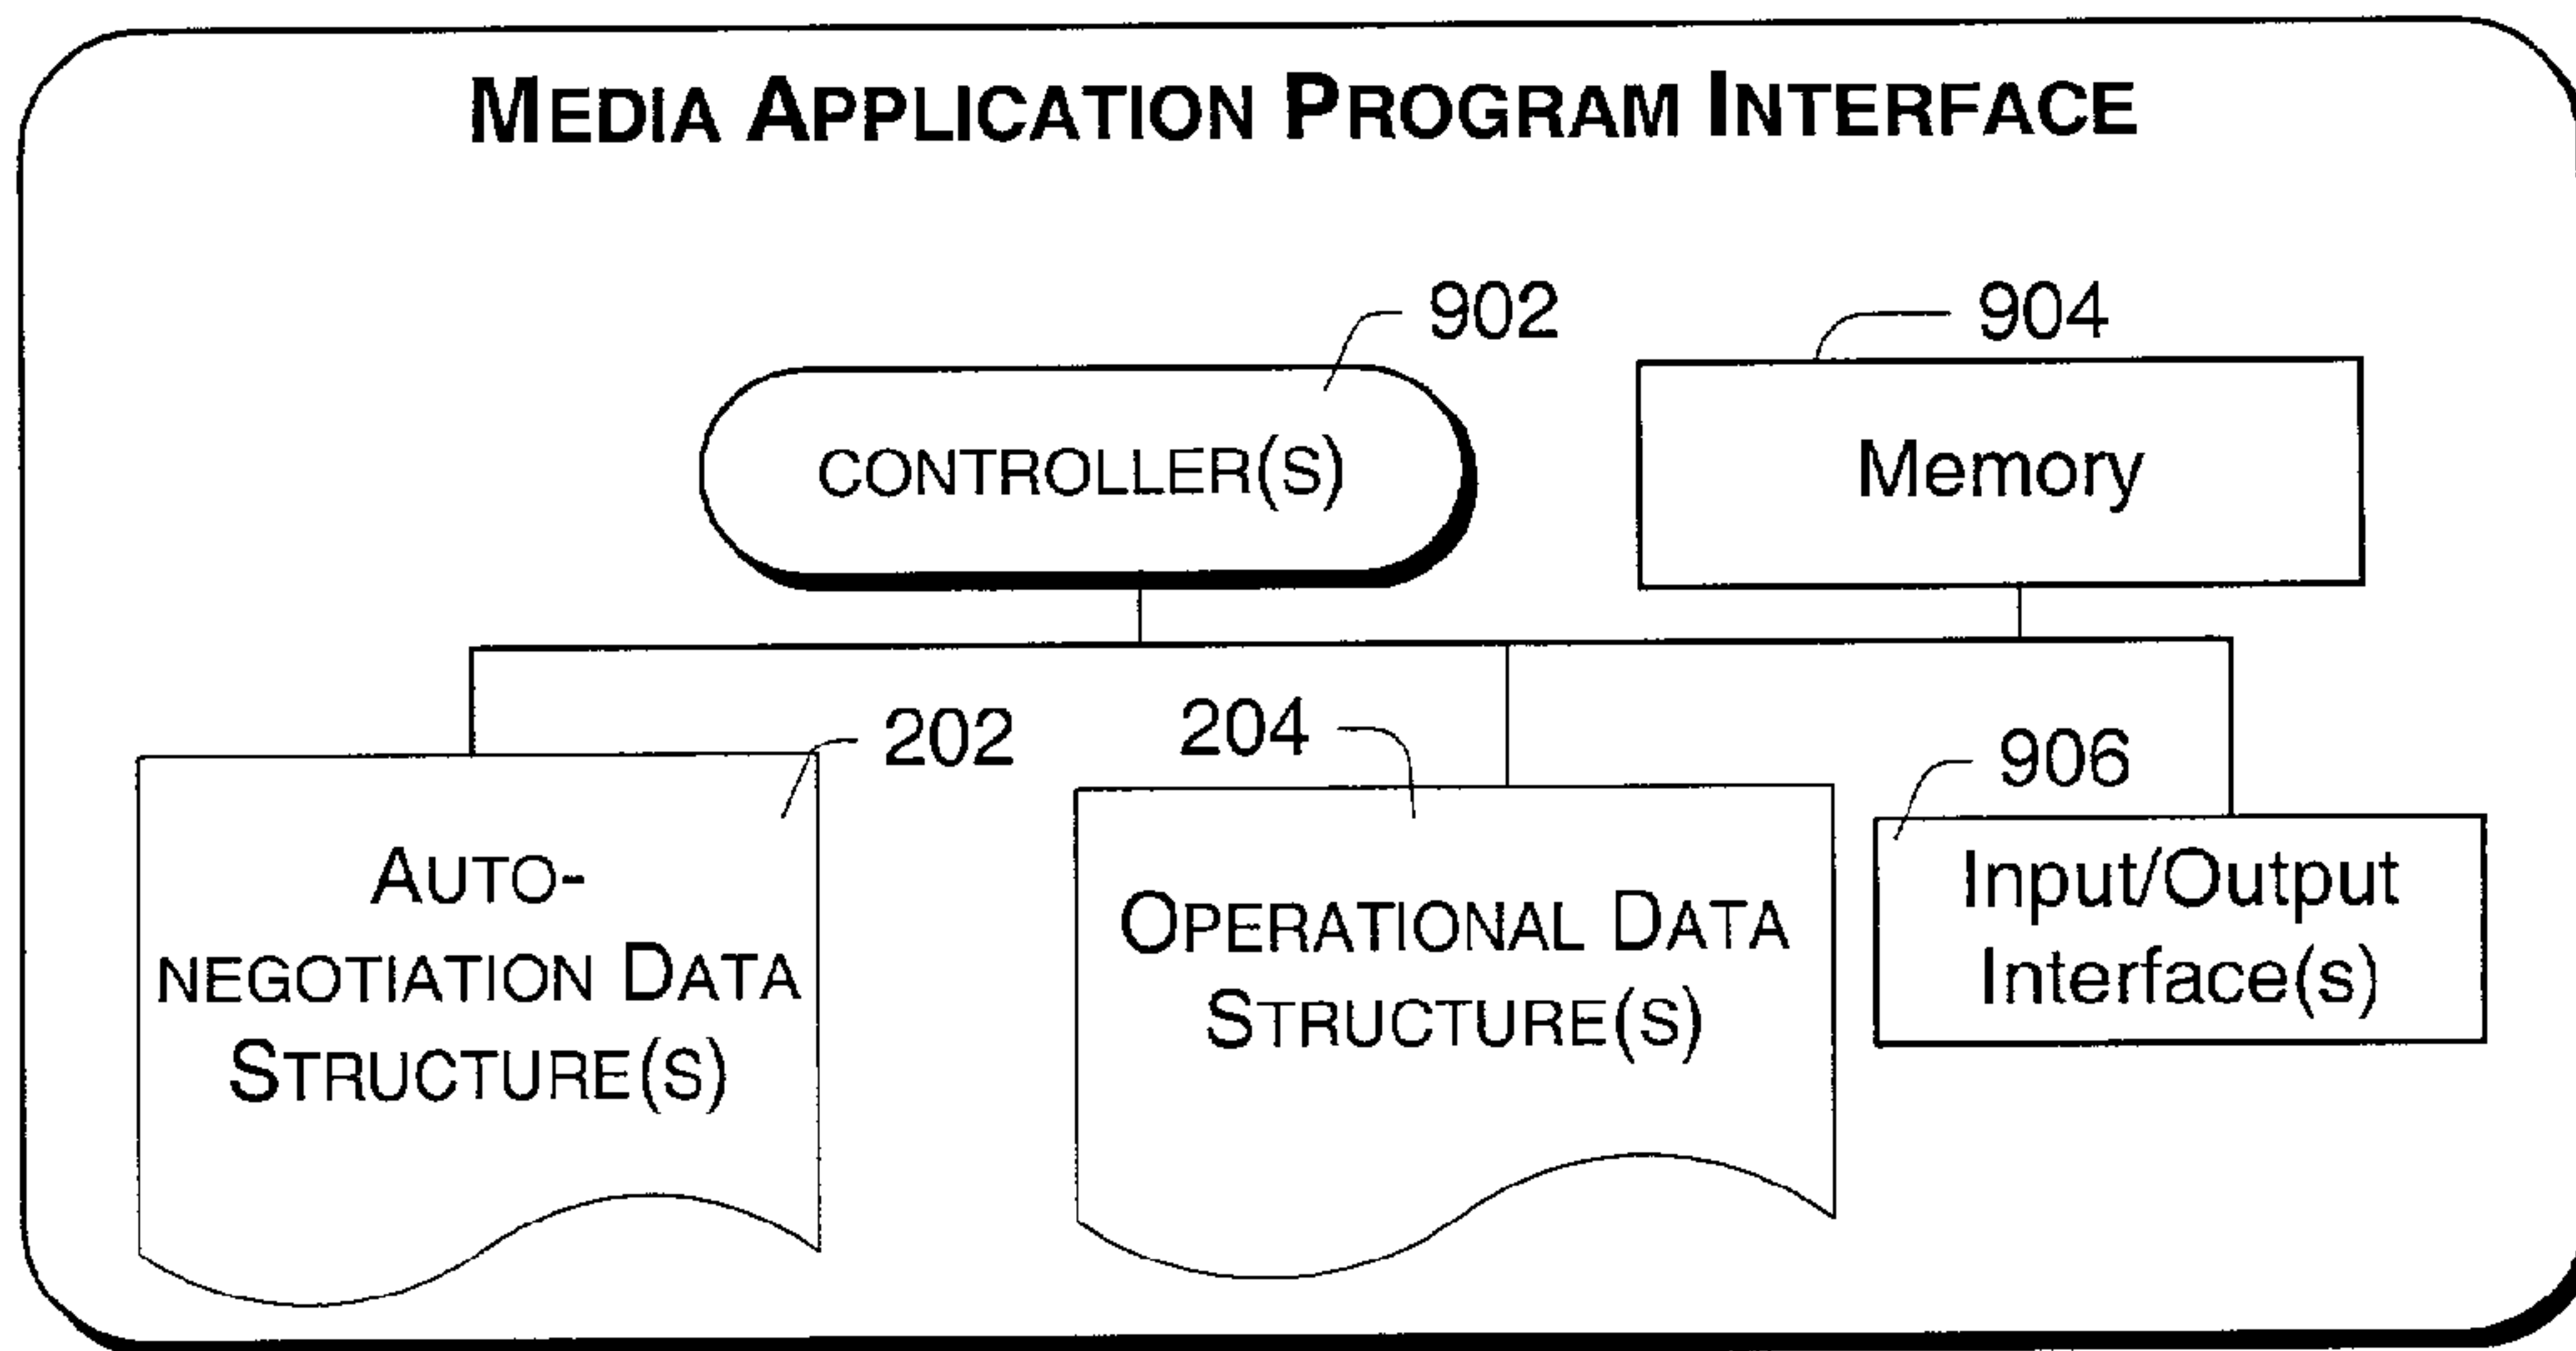 MEDIA APPLICATION PROGRAM INTERFACE
902
904
CONTROLLER(S)
Memory
202
204
906
AUTO-
NEGOTIATION DATA
STRUCTURE(S)
OPERATIONAL DATA
STRUCTURE(S)
Input/Output
Interface(s)